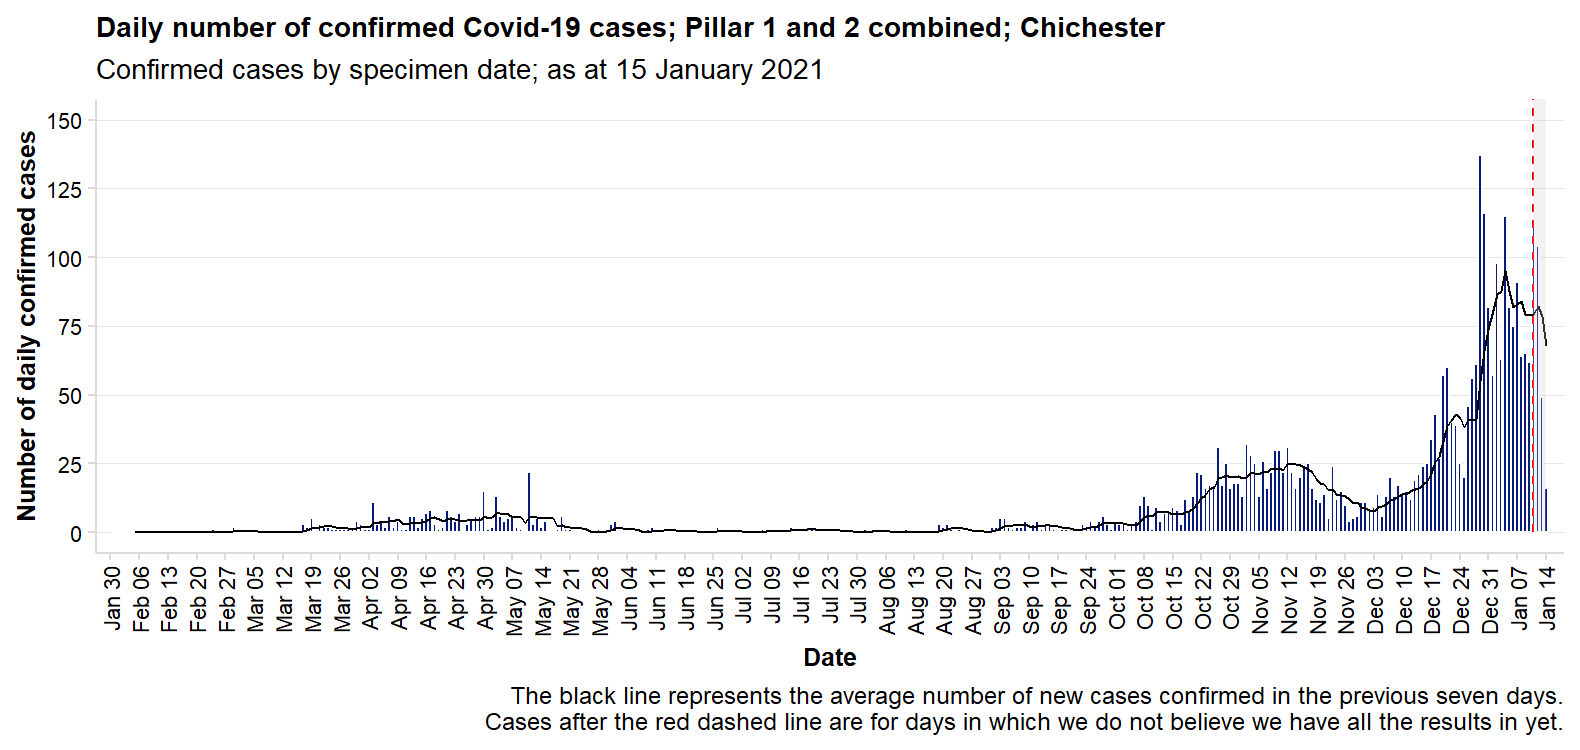 Daily number of confirmed Covid-19 cases; Pillar 1 and 2 combined; Chichester
Confirmed cases by specimen date; as at 15 January 2021
Number of daily confirmed cases
150
125
100
75
50
25
0
Jan 30
Feb 06
Feb 13
Feb 20
Feb 27
Mar 05
Mar 12
Mar 19
Mar 26
Apr 02
Apr 09
Apr 16
Apr 23
Apr 30
May 07
May 14
May 21
May 28
Jun 04
Jun 11
Jun 18
Jun 25
Jul 02
Jul 09
Jul 16
Jul 23
Jul 30
Aug 06
Aug 13
Aug 20
Aug 27
Sep 03
Sep 10
Sep 17
Sep 24
Oct 01
Oct 08
Oct 15
Oct 22
Oct 29
Nov 05
Nov 12
Nov 19
Nov 26
Dec 03
Dec 10
Dec 17
Dec 24
Dec 31
Jan 07
Jan 14
Date
The black line represents the average number of new cases confirmed in the previous seven days.
Cases after the red dashed line are for days in which we do not believe we have all the results in yet.